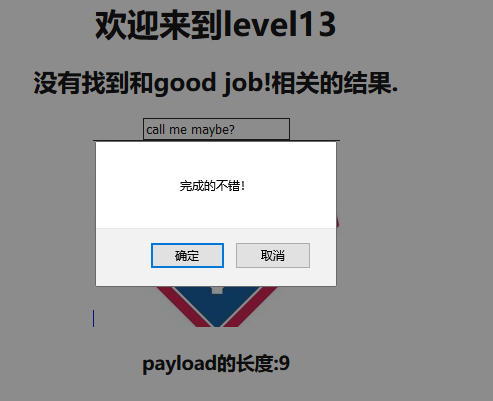 欢迎来到level13
没有找到和good job!相关的结果.
call me maybe?
完成的不错!
确定 取消
payload的长度:9